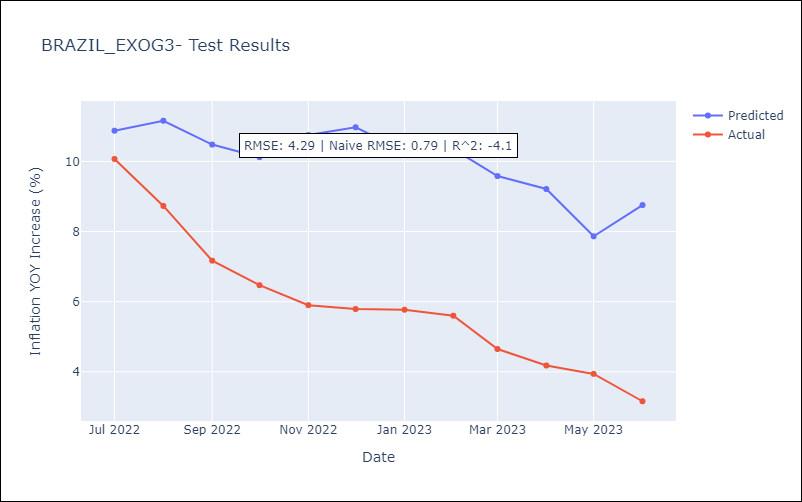 BRAZIL_EXOG3- Test Results
Predicted
Actual
RMSE: 4.29 | Naive RMSE: 0.79 | R^2: -4.1
Inflation YOY Increase (%)
10
8
6
4
Jul 2022
Sep 2022
Nov 2022
Jan 2023
Mar 2023
May 2023
Date